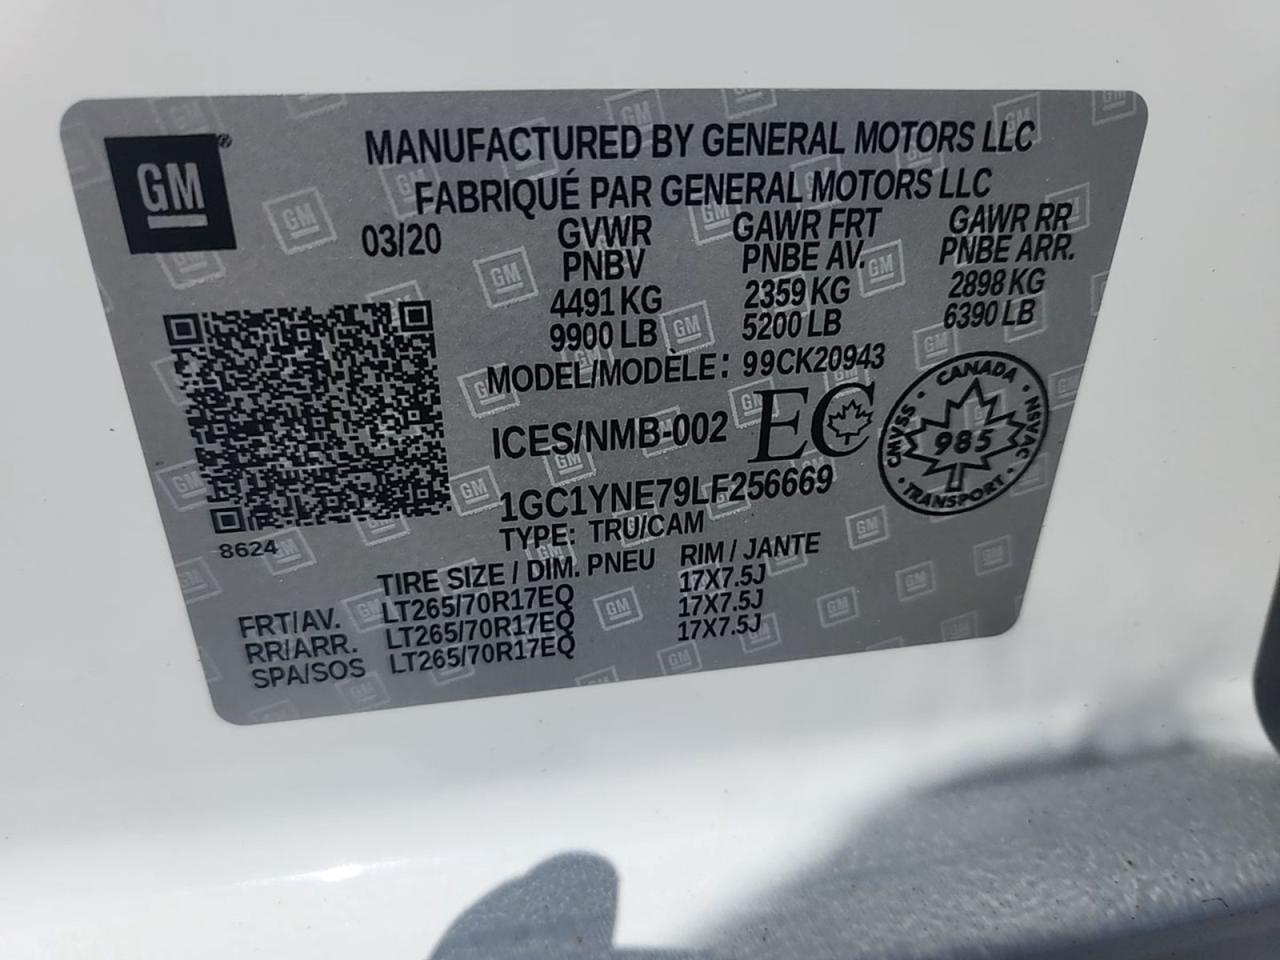 GM®
MANUFACTURED BY GENERAL MOTORS LLC
FABRIQUÉ PAR GENERAL MOTORS LLC
03/20 GVWR GAWR FRT GAWR RR
PNBV PNBE AV. PNBE ARR.
4491 KG 2359 KG 2898 KG
9900 LB 5200 LB 6390 LB
MODEL/MODÈLE: 99CK20943
ICES/NMB-002 EC
CANADA · NSVAC · TRANSPORT · CMVSS ·
985
1GC1YNE79LF256669
TYPE: TRU/CAM
8624
TIRE SIZE / DIM. PNEU RIM / JANTE
FRT/AV. LT265/70R17EQ 17X7.5J
RR/ARR. LT265/70R17EQ 17X7.5J
SPA/SOS LT265/70R17EQ 17X7.5J